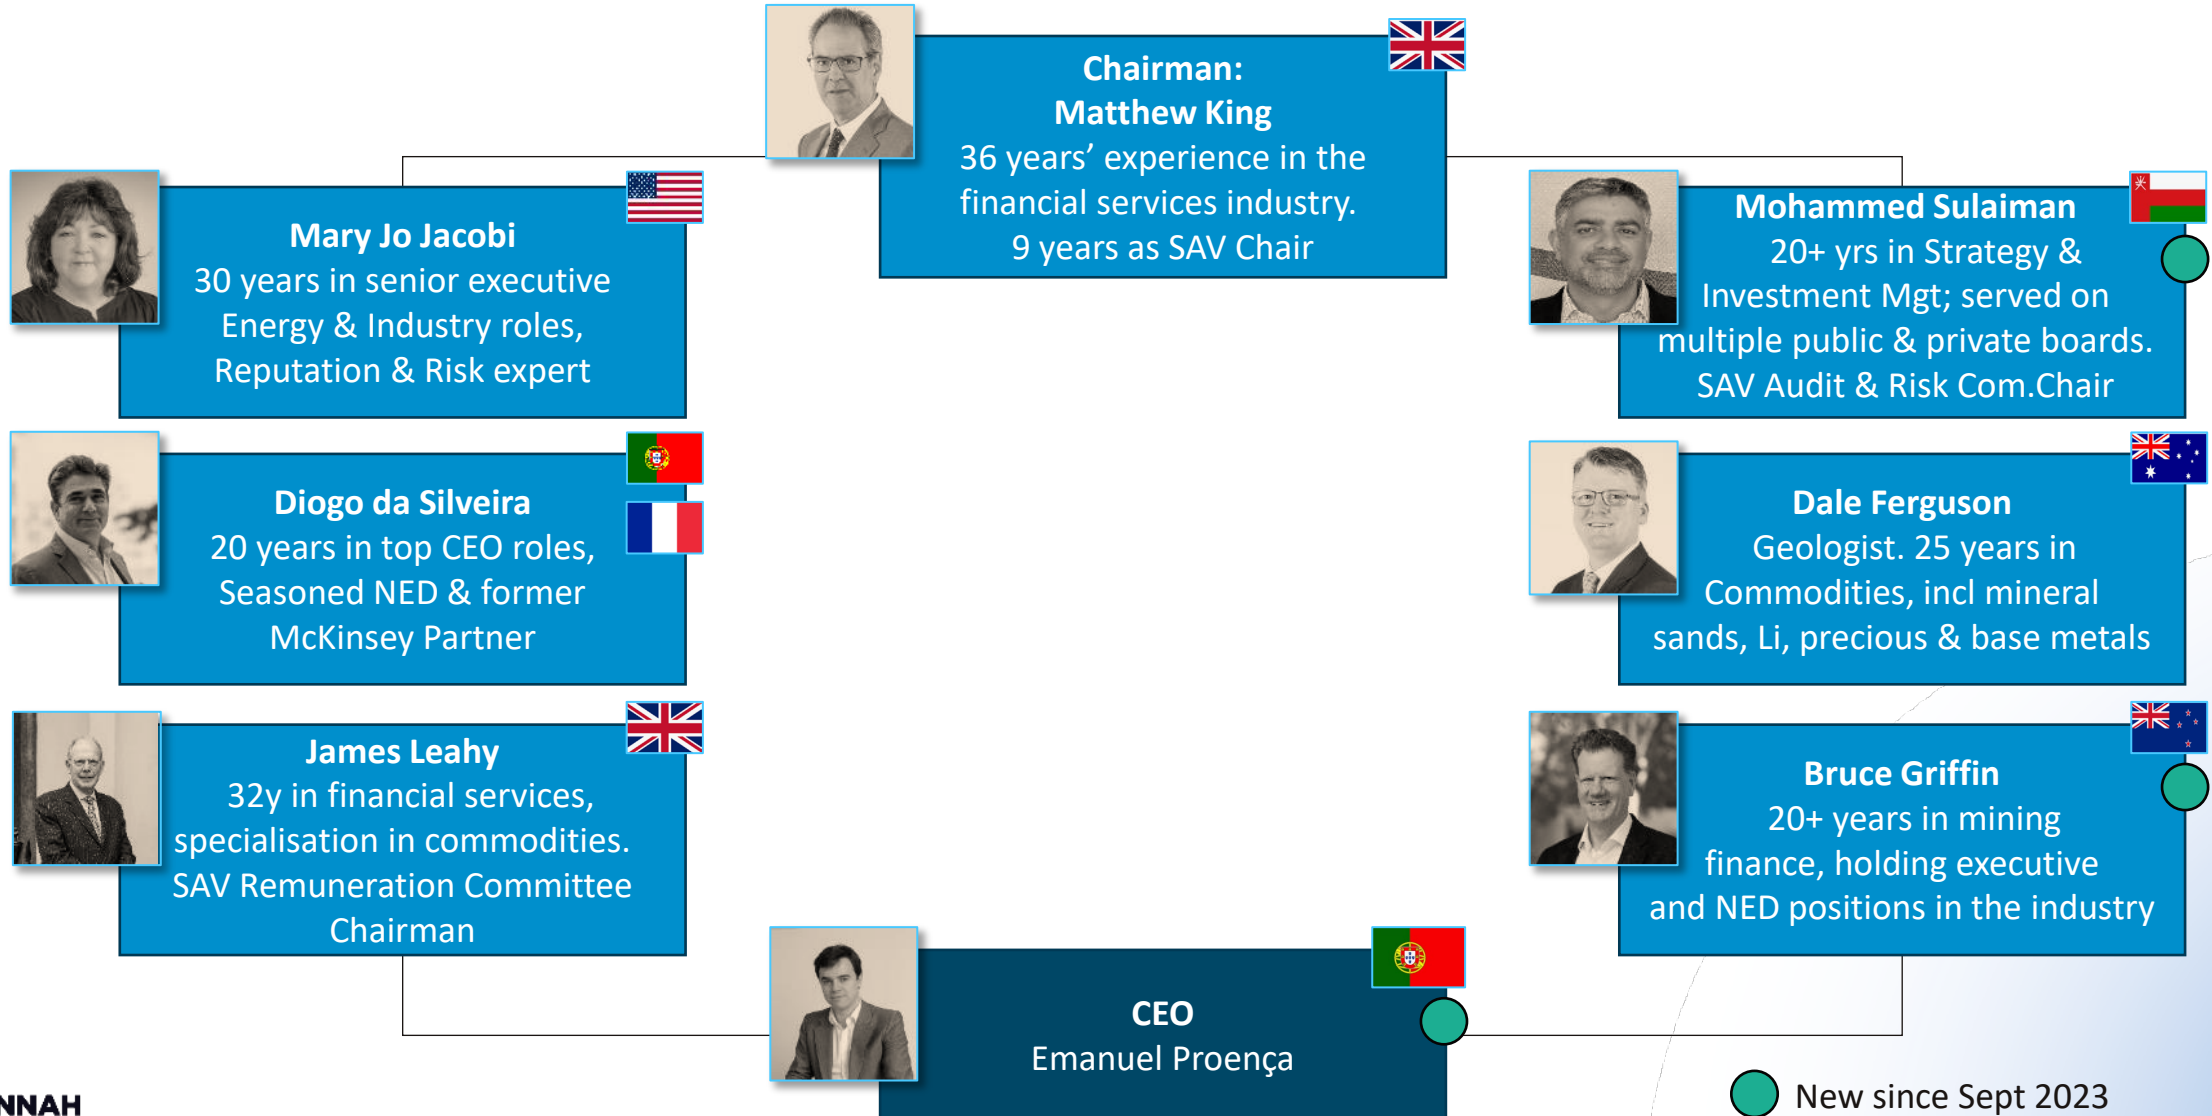 Chairman:
Matthew King
36 years’ experience in the
financial services industry.
9 years as SAV Chair
Mary Jo Jacobi
30 years in senior executive
Energy & Industry roles,
Reputation & Risk expert
Mohammed Sulaiman
20+ yrs in Strategy &
Investment Mgt; served on
multiple public & private boards.
SAV Audit & Risk Com.Chair
Diogo da Silveira
20 years in top CEO roles,
Seasoned NED & former
McKinsey Partner
Dale Ferguson
Geologist. 25 years in
Commodities, incl mineral
sands, Li, precious & base metals
James Leahy
32y in financial services,
specialisation in commodities.
SAV Remuneration Committee
Chairman
Bruce Griffin
20+ years in mining
finance, holding executive
and NED positions in the industry
CEO
Emanuel Proença
New since Sept 2023
NNAH